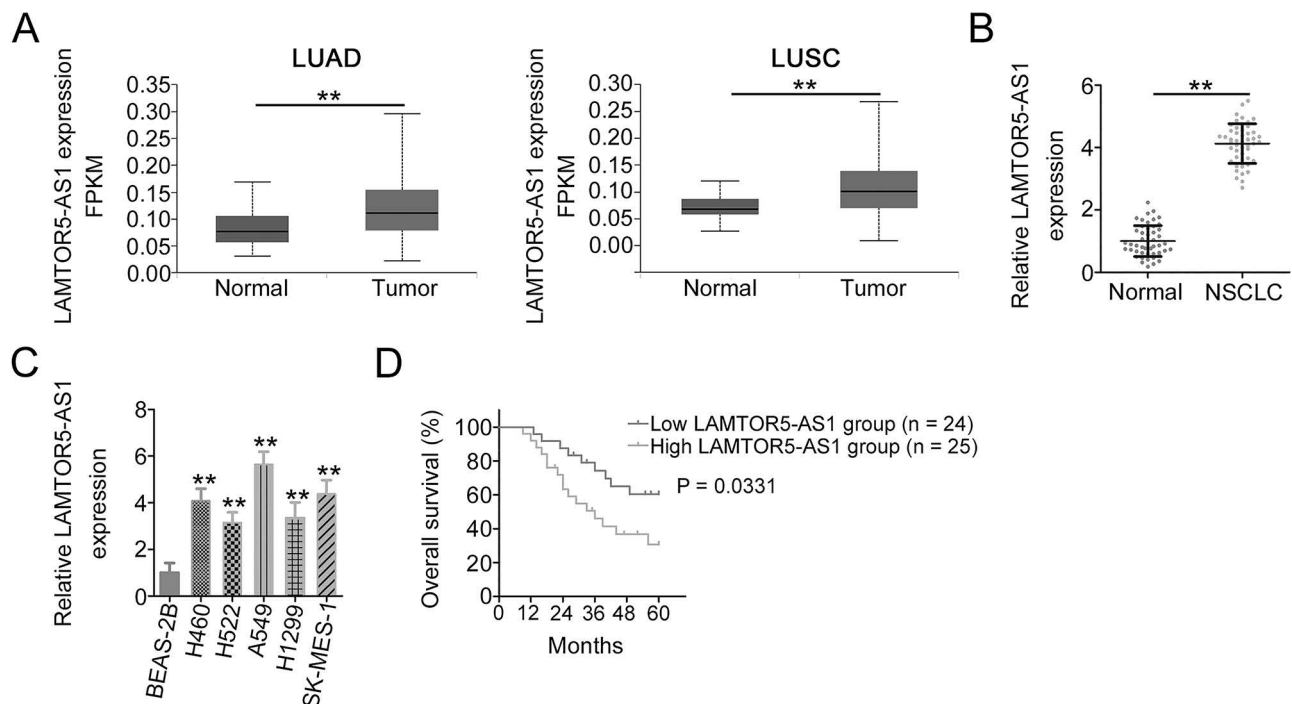 A
LUAD
LAMTOR5-AS1 expression
FPKM
0.35
0.30
0.25
0.20
0.15
0.10
0.05
0.00
**
Normal
Tumor
LUSC
LAMTOR5-AS1 expression
FPKM
0.30
0.25
0.20
0.15
0.10
0.05
0.00
**
Normal
Tumor
B
Relative LAMTOR5-AS1
expression
6
4
2
0
**
Normal
NSCLC
C
Relative LAMTOR5-AS1
expression
8
6
4
2
0
**
**
**
**
**
BEAS-2B
H460
H522
A549
H1299
SK-MES-1
D
Overall survival (%)
100
80
60
40
20
0
Low LAMTOR5-AS1 group (n = 24)
High LAMTOR5-AS1 group (n = 25)
P = 0.0331
0 12 24 36 48 60
Months